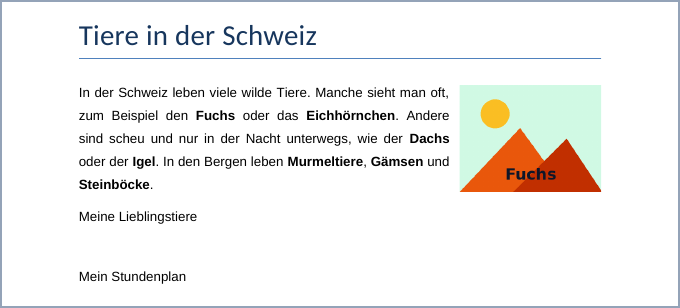 Tiere in der Schweiz
In der Schweiz leben viele wilde Tiere. Manche sieht man oft,
zum Beispiel den Fuchs oder das Eichhörnchen. Andere
sind scheu und nur in der Nacht unterwegs, wie der Dachs
oder der Igel. In den Bergen leben Murmeltiere, Gämsen und
Steinböcke.
Fuchs
Meine Lieblingstiere
Mein Stundenplan